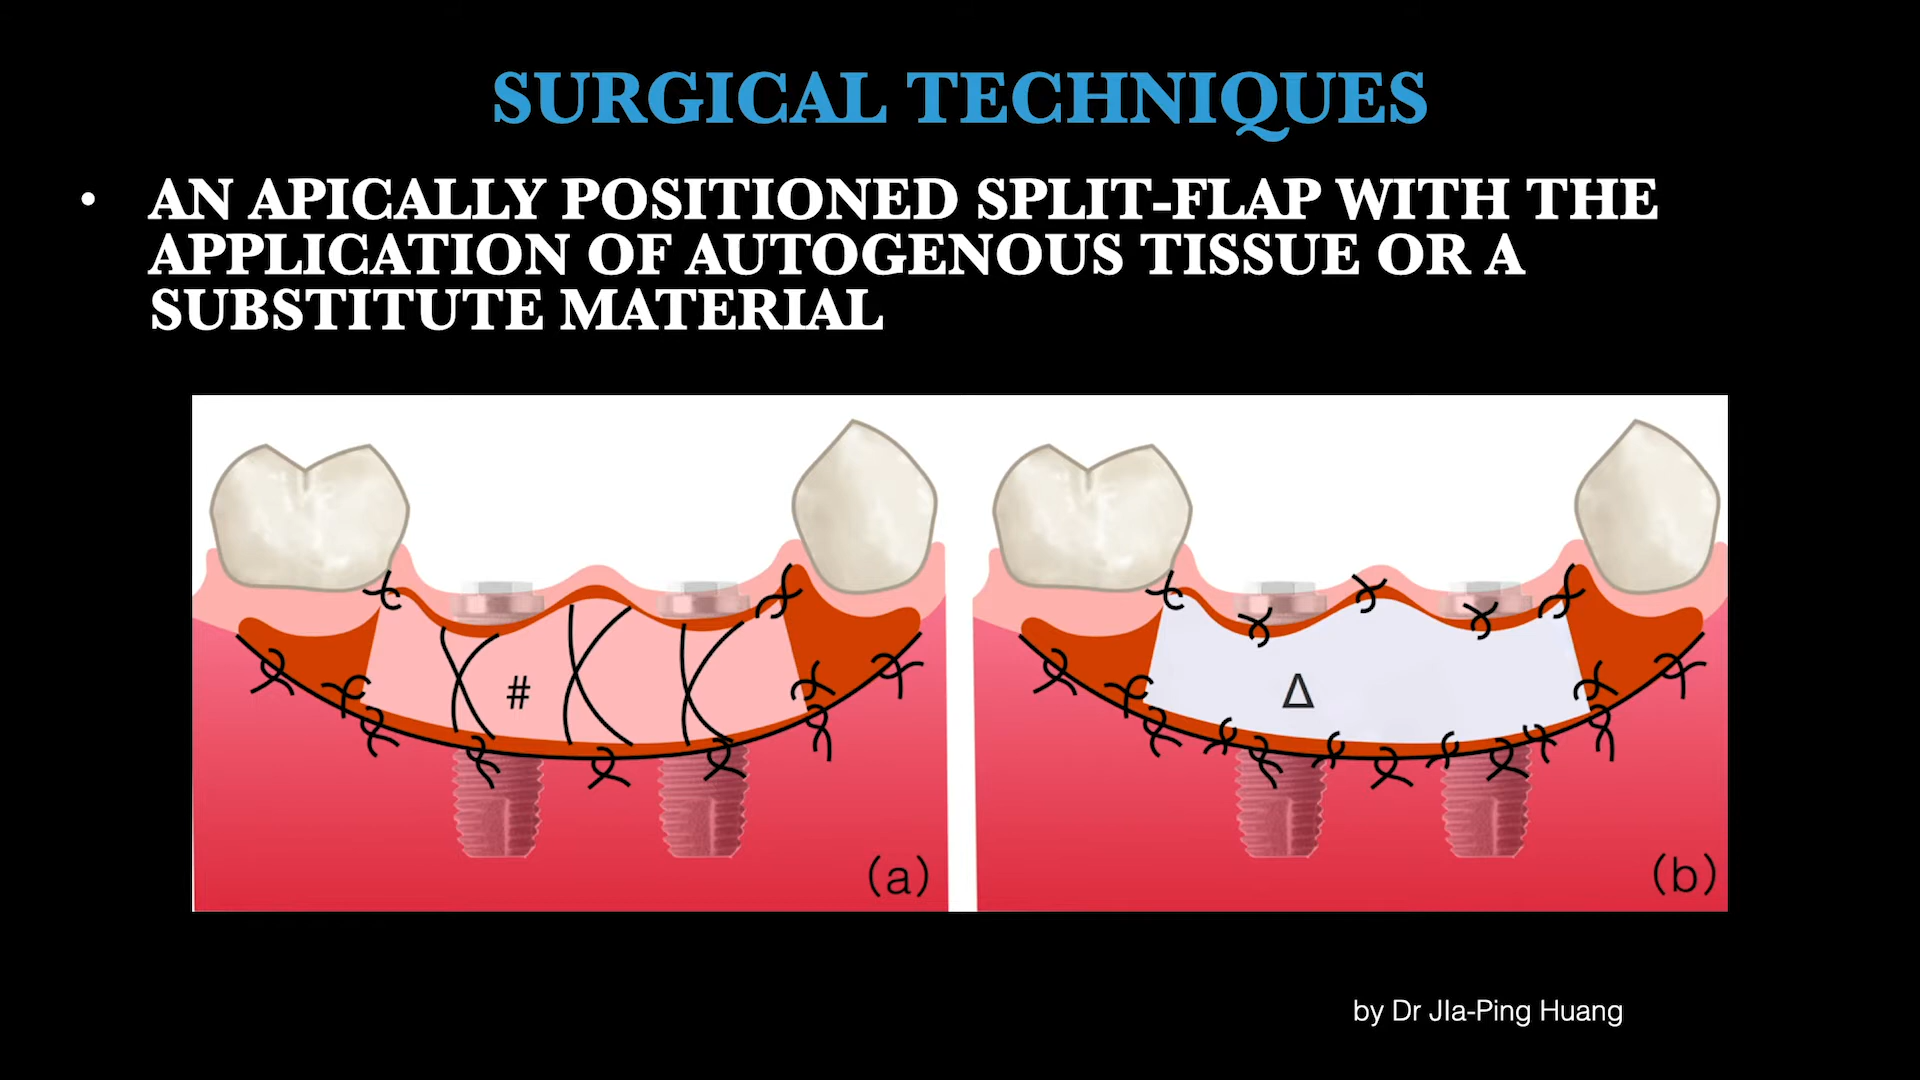 SURGICAL TECHNIQUES
• AN APICALLY POSITIONED SPLIT-FLAP WITH THE
APPLICATION OF AUTOGENOUS TISSUE OR A
SUBSTITUTE MATERIAL
# Δ
(a) (b)
by Dr JIa-Ping Huang